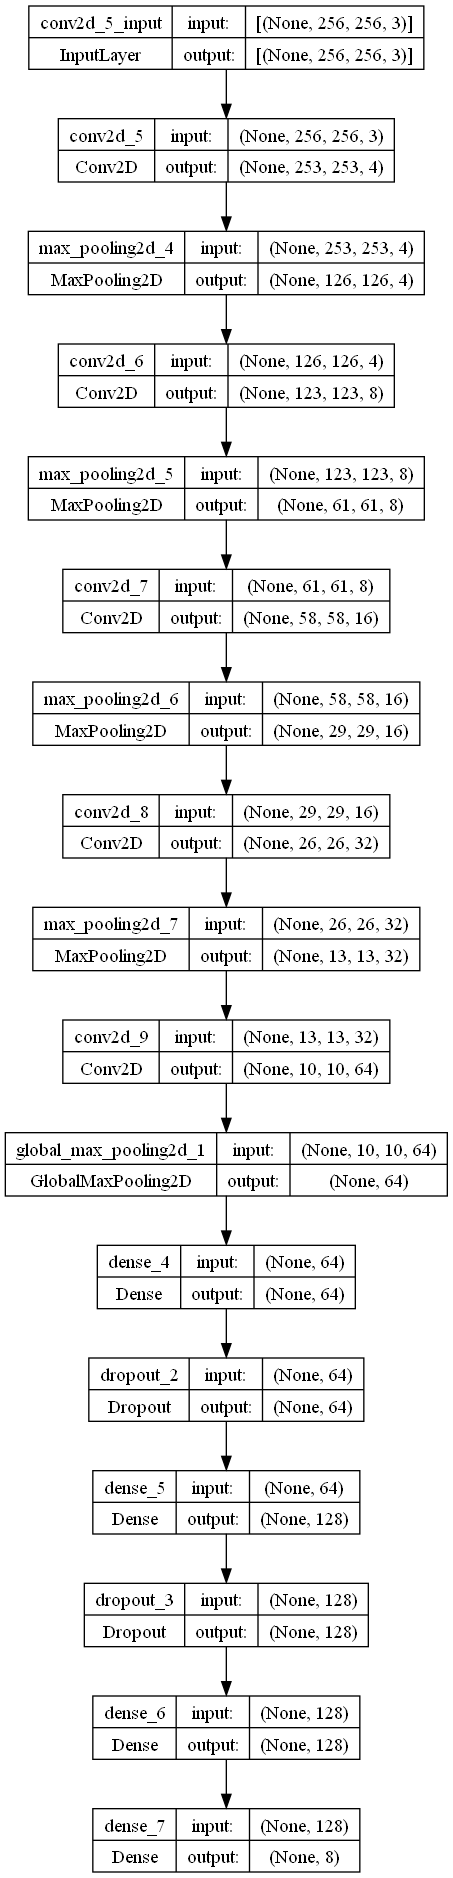 conv2d_5_input input: [(None, 256, 256, 3)]
InputLayer output: [(None, 256, 256, 3)]
conv2d_5 input: (None, 256, 256, 3)
Conv2D output: (None, 253, 253, 4)
max_pooling2d_4 input: (None, 253, 253, 4)
MaxPooling2D output: (None, 126, 126, 4)
conv2d_6 input: (None, 126, 126, 4)
Conv2D output: (None, 123, 123, 8)
max_pooling2d_5 input: (None, 123, 123, 8)
MaxPooling2D output: (None, 61, 61, 8)
conv2d_7 input: (None, 61, 61, 8)
Conv2D output: (None, 58, 58, 16)
max_pooling2d_6 input: (None, 58, 58, 16)
MaxPooling2D output: (None, 29, 29, 16)
conv2d_8 input: (None, 29, 29, 16)
Conv2D output: (None, 26, 26, 32)
max_pooling2d_7 input: (None, 26, 26, 32)
MaxPooling2D output: (None, 13, 13, 32)
conv2d_9 input: (None, 13, 13, 32)
Conv2D output: (None, 10, 10, 64)
global_max_pooling2d_1 input: (None, 10, 10, 64)
GlobalMaxPooling2D output: (None, 64)
dense_4 input: (None, 64)
Dense output: (None, 64)
dropout_2 input: (None, 64)
Dropout output: (None, 64)
dense_5 input: (None, 64)
Dense output: (None, 128)
dropout_3 input: (None, 128)
Dropout output: (None, 128)
dense_6 input: (None, 128)
Dense output: (None, 128)
dense_7 input: (None, 128)
Dense output: (None, 8)